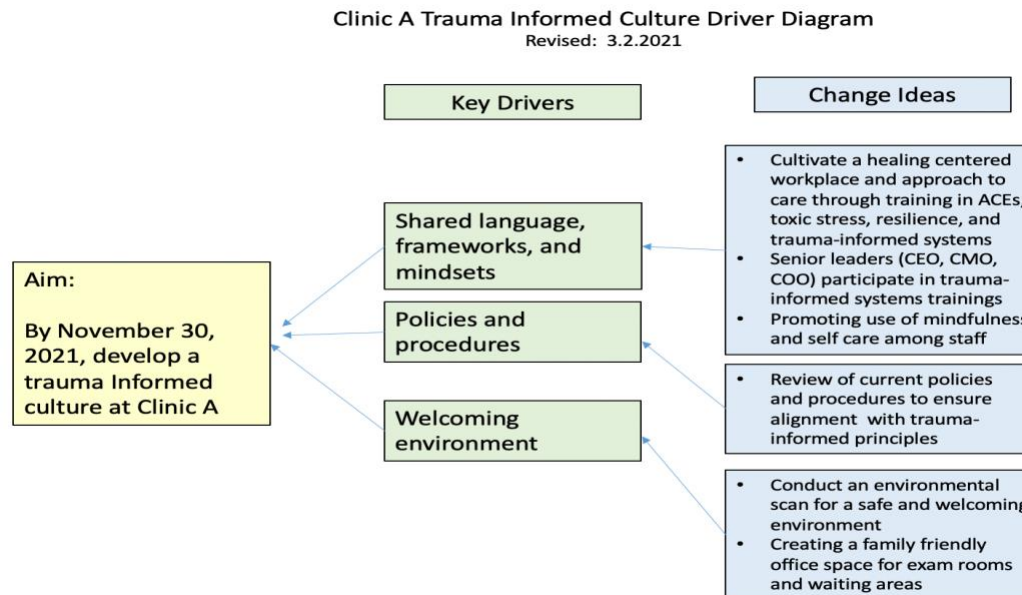 Clinic A Trauma Informed Culture Driver Diagram
Revised: 3.2.2021
Key Drivers
Change Ideas
Aim:
By November 30,
2021, develop a
trauma Informed
culture at Clinic A
Shared language,
frameworks, and
mindsets
Policies and
procedures
Welcoming
environment
• Cultivate a healing centered
workplace and approach to
care through training in ACEs,
toxic stress, resilience, and
trauma-informed systems
• Senior leaders (CEO, CMO,
COO) participate in trauma-
informed systems trainings
• Promoting use of mindfulness
and self care among staff
• Review of current policies
and procedures to ensure
alignment with trauma-
informed principles
• Conduct an environmental
scan for a safe and welcoming
environment
• Creating a family friendly
office space for exam rooms
and waiting areas